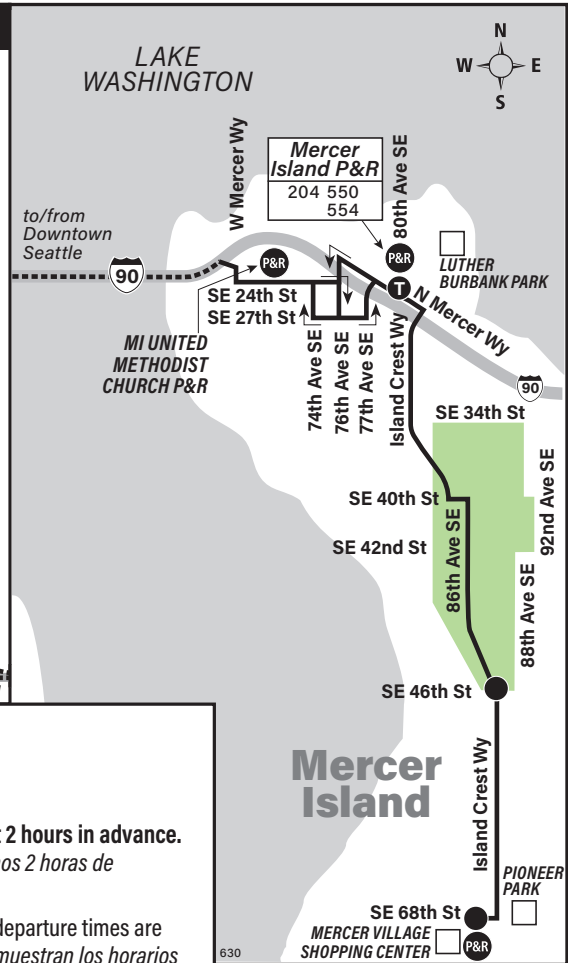 N
W E
S
LAKE
WASHINGTON
W Mercer Wy
Mercer
Island P&R
204 550
554
80th Ave SE
to/from
Downtown
Seattle
90
P&R
P&R
LUTHER
BURBANK PARK
T
N Mercer Wy
SE 24th St
SE 27th St
MI UNITED
METHODIST
CHURCH P&R
74th Ave SE
76th Ave SE
77th Ave SE
Island Crest Wy
90
SE 34th St
SE 40th St
SE 42nd St
86th Ave SE
92nd Ave SE
88th Ave SE
SE 46th St
Mercer
Island
Island Crest Wy
PIONEER
PARK
SE 68th St
MERCER VILLAGE
SHOPPING CENTER
P&R
630
2 hours in advance.
nos 2 horas de
departure times are
muestran los horarios